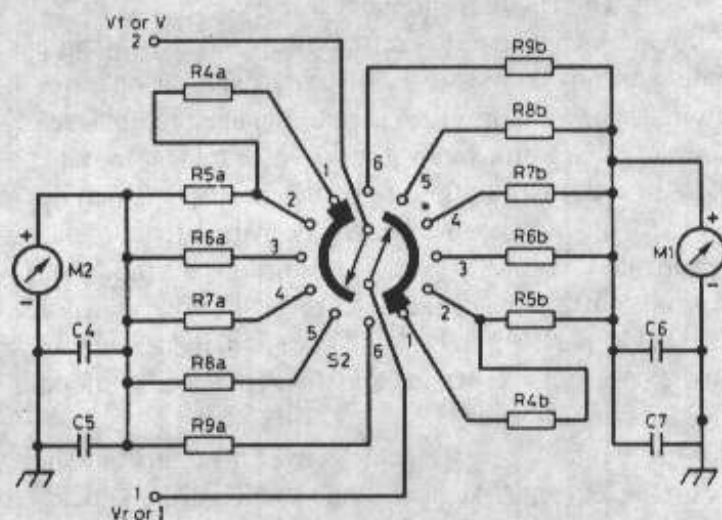 Vt or V
2
R4a
R9b
R8b
R5a
1
6
5
R7b
2
*
4
+
R6a
3
R6b
+
M2
3
M1
-
R7a
4
2
R5b
-
C4
5
S2
6
1
C6
R8a
R4b
C5
R9a
C7
1
Vr or I